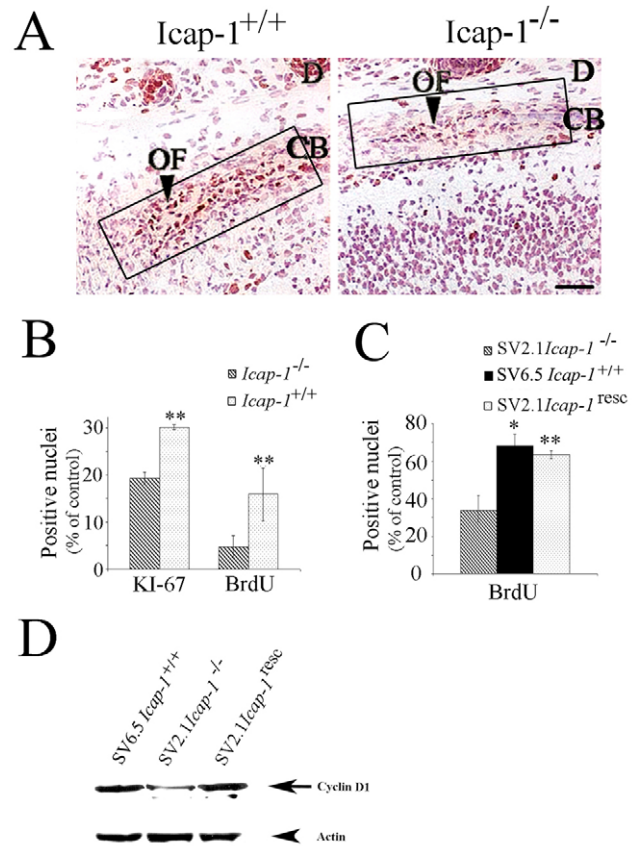 A
Icap-1+/+
Icap-1-/-
D
OF
CB
D
OF
CB
B
Icap-1-/-
Icap-1+/+
Positive nuclei
(% of control)
30
20
10
0
**
**
KI-67
BrdU
C
SV2.1Icap-1-/-
SV6.5 Icap-1+/+
SV2.1Icap-1resc
Positive nuclei
(% of control)
80
60
40
20
0
*
**
BrdU
D
SV6.5 Icap-1+/+
SV2.1Icap-1-/-
SV2.1Icap-1resc
Cyclin D1
Actin